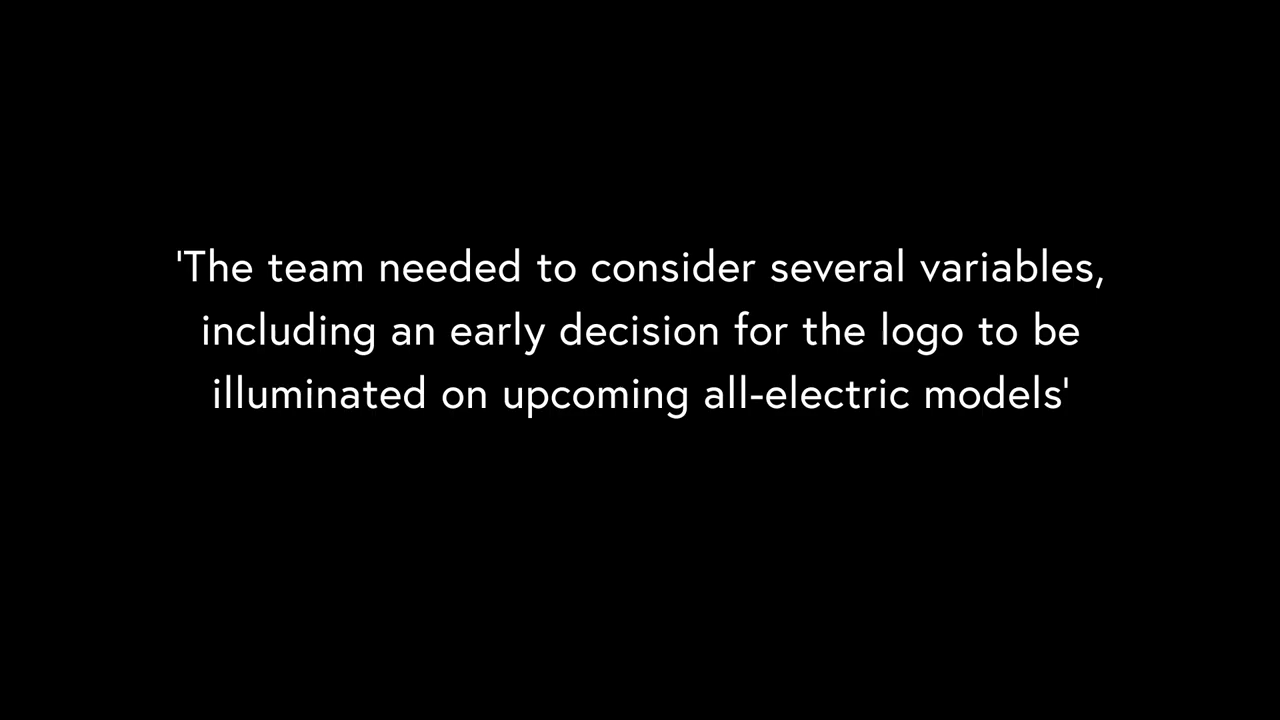 'The team needed to consider several variables,
including an early decision for the logo to be
illuminated on upcoming all-electric models'